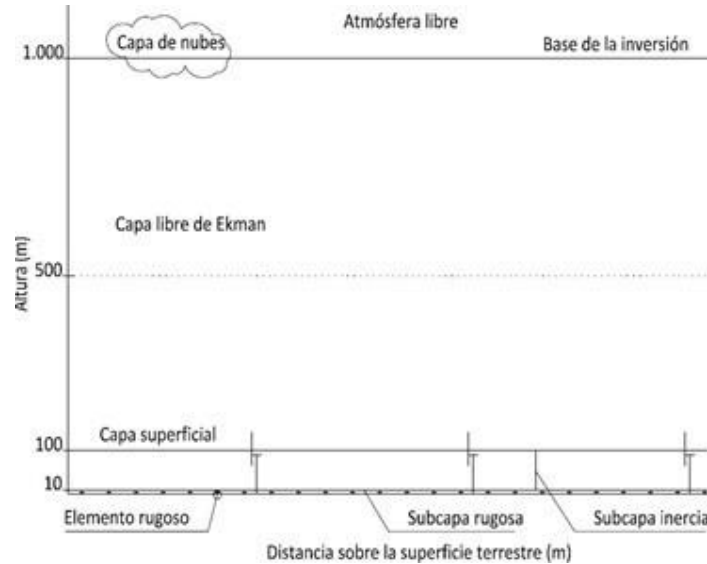 Atmósfera libre
Capa de nubes
1.000
Base de la inversión
Capa libre de Ekman
500
Altura (m)
Capa superficial
100
10
Elemento rugoso
Subcapa rugosa
Subcapa inercia
Distancia sobre la superficie terrestre (m)